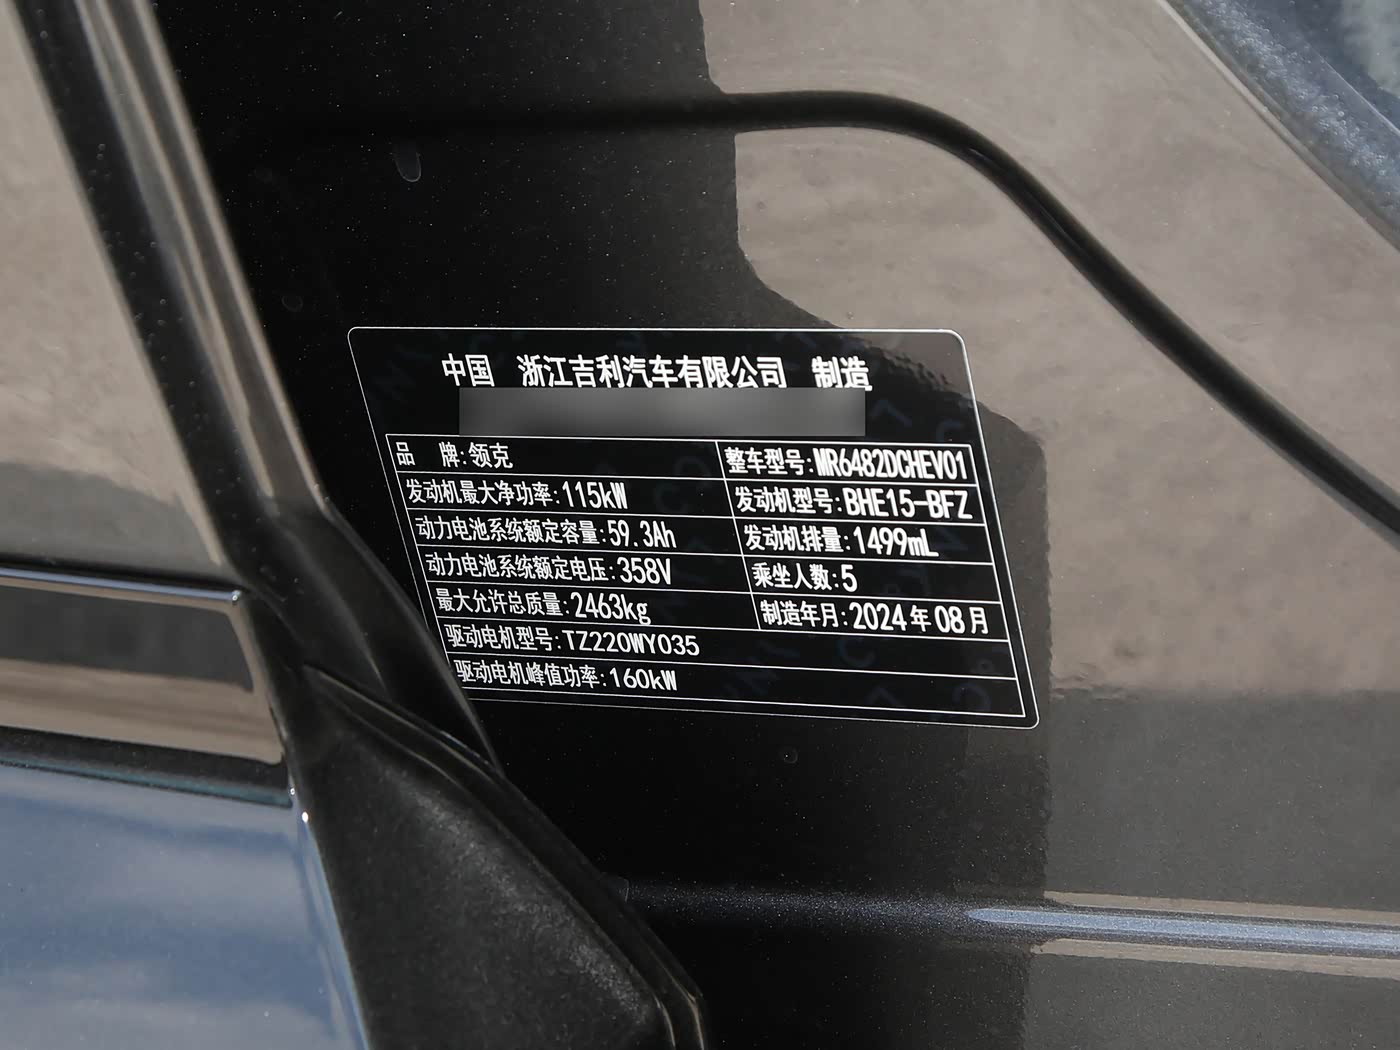 中国 浙江吉利汽车有限公司 制造
品 牌:领克 整车型号:MR6482DCHEV01
发动机最大净功率:115kW 发动机型号:BHE15-BFZ
动力电池系统额定容量:59.3Ah 发动机排量:1499mL
动力电池系统额定电压:358V 乘坐人数:5
最大允许总质量:2463kg 制造年月:2024年08月
驱动电机型号:TZ220WY035
驱动电机峰值功率:160kW